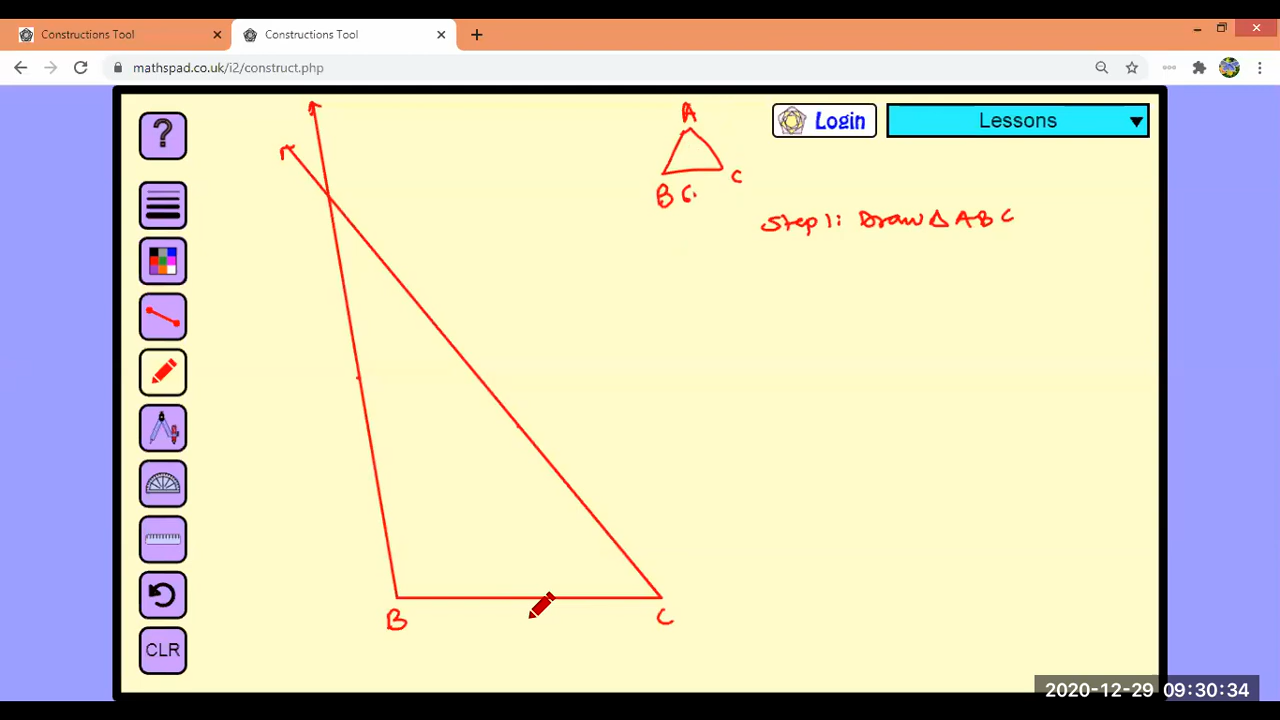 Constructions Tool
Constructions Tool
mathspad.co.uk/i2/construct.php
?
Login
Lessons
A
B 6. C
Step 1: Draw Δ ABC
B C
CLR
2020-12-29 09:30:34